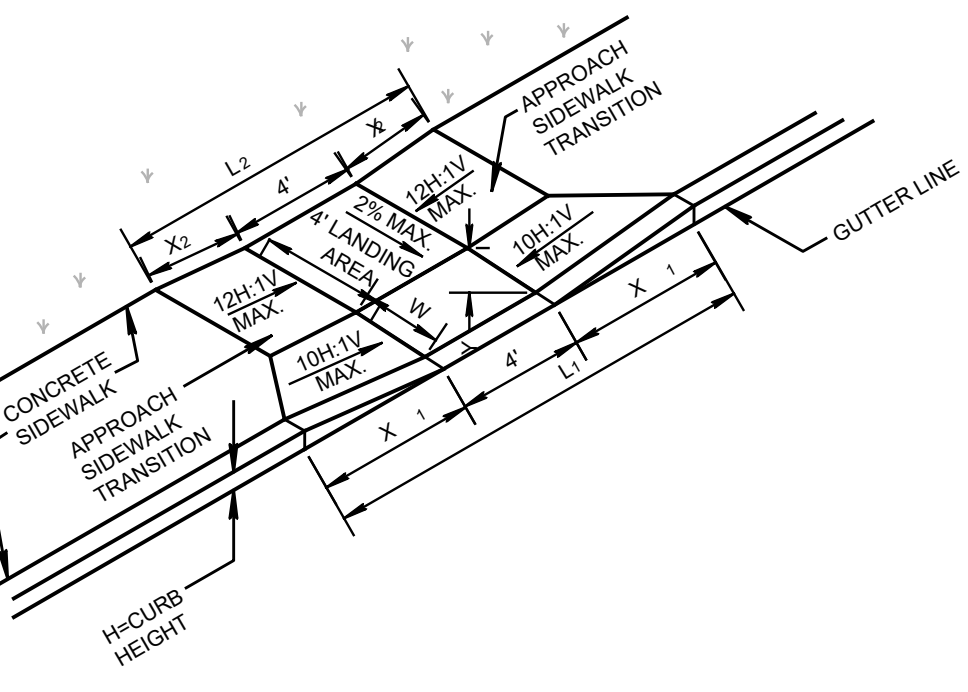 APPROACH
SIDEWALK
TRANSITION
L2
X2
4'
X2
12H:1V
MAX.
2% MAX.
4' LANDING
AREA
10H:1V
MAX.
GUTTER LINE
12H:1V
MAX.
W
Y
10H:1V
MAX.
X 1
4'
L1
X 1
CONCRETE
SIDEWALK
APPROACH
SIDEWALK
TRANSITION
H=CURB
HEIGHT